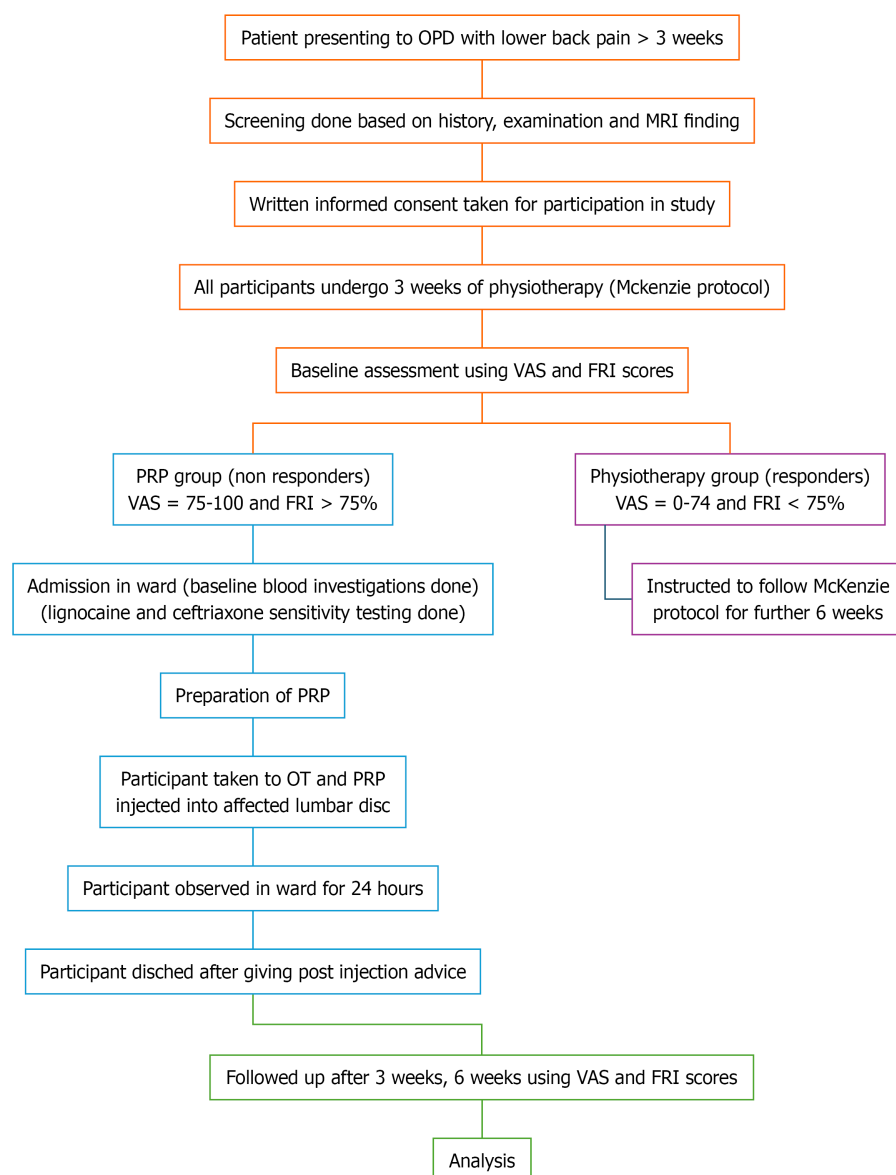 Patient presenting to OPD with lower back pain > 3 weeks
Screening done based on history, examination and MRI finding
Written informed consent taken for participation in study
All participants undergo 3 weeks of physiotherapy (Mckenzie protocol)
Baseline assessment using VAS and FRI scores
PRP group (non responders)
VAS = 75-100 and FRI > 75%
Physiotherapy group (responders)
VAS = 0-74 and FRI < 75%
Admission in ward (baseline blood investigations done)
(lignocaine and ceftriaxone sensitivity testing done)
Instructed to follow McKenzie
protocol for further 6 weeks
Preparation of PRP
Participant taken to OT and PRP
injected into affected lumbar disc
Participant observed in ward for 24 hours
Participant disched after giving post injection advice
Followed up after 3 weeks, 6 weeks using VAS and FRI scores
Analysis